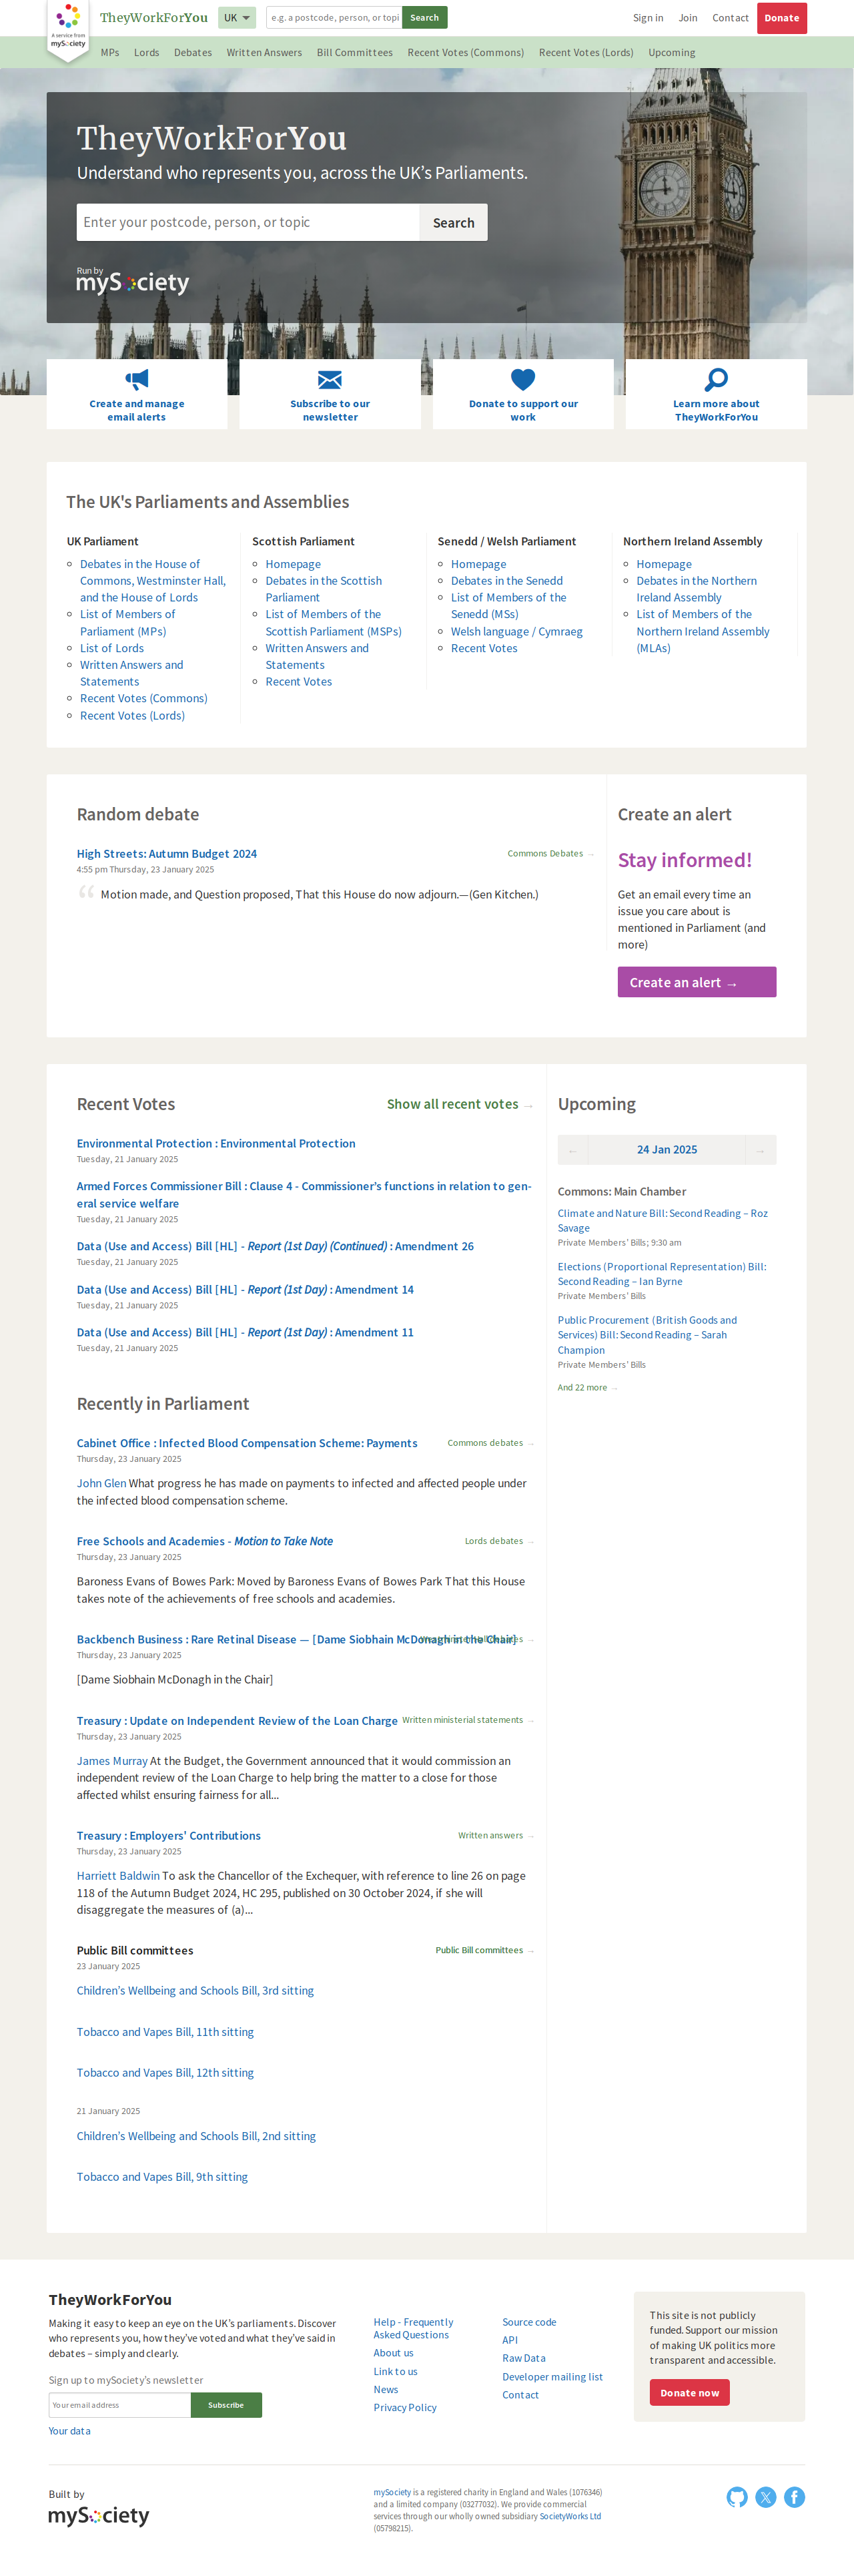 A service from
mySociety
TheyWorkForYou
UK
e.g. a postcode, person, or topi
Search
Sign in
Join
Contact
Donate
MPs
Lords
Debates
Written Answers
Bill Committees
Recent Votes (Commons)
Recent Votes (Lords)
Upcoming
TheyWorkForYou
Understand who represents you, across the UK’s Parliaments.
Enter your postcode, person, or topic
Search
Run by
mySociety
Create and manage
email alerts
Subscribe to our
newsletter
Donate to support our
work
Learn more about
TheyWorkForYou
The UK's Parliaments and Assemblies
UK Parliament
Debates in the House of
Commons, Westminster Hall,
and the House of Lords
List of Members of
Parliament (MPs)
List of Lords
Written Answers and
Statements
Recent Votes (Commons)
Recent Votes (Lords)
Scottish Parliament
Homepage
Debates in the Scottish
Parliament
List of Members of the
Scottish Parliament (MSPs)
Written Answers and
Statements
Recent Votes
Senedd / Welsh Parliament
Homepage
Debates in the Senedd
List of Members of the
Senedd (MSs)
Welsh language / Cymraeg
Recent Votes
Northern Ireland Assembly
Homepage
Debates in the Northern
Ireland Assembly
List of Members of the
Northern Ireland Assembly
(MLAs)
Random debate
High Streets: Autumn Budget 2024
Commons Debates →
4:55 pm Thursday, 23 January 2025
“ Motion made, and Question proposed, That this House do now adjourn.—(Gen Kitchen.)
Create an alert
Stay informed!
Get an email every time an
issue you care about is
mentioned in Parliament (and
more)
Create an alert →
Recent Votes
Show all recent votes →
Environmental Protection : Environmental Protection
Tuesday, 21 January 2025
Armed Forces Commissioner Bill : Clause 4 - Commissioner’s functions in relation to gen-
eral service welfare
Tuesday, 21 January 2025
Data (Use and Access) Bill [HL] - Report (1st Day) (Continued) : Amendment 26
Tuesday, 21 January 2025
Data (Use and Access) Bill [HL] - Report (1st Day) : Amendment 14
Tuesday, 21 January 2025
Data (Use and Access) Bill [HL] - Report (1st Day) : Amendment 11
Tuesday, 21 January 2025
Recently in Parliament
Cabinet Office : Infected Blood Compensation Scheme: Payments
Commons debates →
Thursday, 23 January 2025
John Glen What progress he has made on payments to infected and affected people under
the infected blood compensation scheme.
Free Schools and Academies - Motion to Take Note
Lords debates →
Thursday, 23 January 2025
Baroness Evans of Bowes Park: Moved by Baroness Evans of Bowes Park That this House
takes note of the achievements of free schools and academies.
Backbench Business : Rare Retinal Disease — [Dame Siobhain McDonagh in the Chair]
Thursday, 23 January 2025
[Dame Siobhain McDonagh in the Chair]
Treasury : Update on Independent Review of the Loan Charge
Written ministerial statements →
Thursday, 23 January 2025
James Murray At the Budget, the Government announced that it would commission an
independent review of the Loan Charge to help bring the matter to a close for those
affected whilst ensuring fairness for all...
Treasury : Employers' Contributions
Written answers →
Thursday, 23 January 2025
Harriett Baldwin To ask the Chancellor of the Exchequer, with reference to line 26 on page
118 of the Autumn Budget 2024, HC 295, published on 30 October 2024, if she will
disaggregate the measures of (a)...
Public Bill committees
Public Bill committees →
23 January 2025
Children’s Wellbeing and Schools Bill, 3rd sitting
Tobacco and Vapes Bill, 11th sitting
Tobacco and Vapes Bill, 12th sitting
21 January 2025
Children’s Wellbeing and Schools Bill, 2nd sitting
Tobacco and Vapes Bill, 9th sitting
Upcoming
← 24 Jan 2025 →
Commons: Main Chamber
Climate and Nature Bill: Second Reading – Roz
Savage
Private Members’ Bills; 9:30 am
Elections (Proportional Representation) Bill:
Second Reading – Ian Byrne
Private Members’ Bills
Public Procurement (British Goods and
Services) Bill: Second Reading – Sarah
Champion
Private Members’ Bills
And 22 more →
TheyWorkForYou
Making it easy to keep an eye on the UK’s parliaments. Discover
who represents you, how they’ve voted and what they’ve said in
debates – simply and clearly.
Sign up to mySociety’s newsletter
Your email address
Subscribe
Your data
Help - Frequently
Asked Questions
About us
Link to us
News
Privacy Policy
Source code
API
Raw Data
Developer mailing list
Contact
This site is not publicly
funded. Support our mission
of making UK politics more
transparent and accessible.
Donate now
Built by
mySociety
mySociety is a registered charity in England and Wales (1076346)
and a limited company (03277032). We provide commercial
services through our wholly owned subsidiary SocietyWorks Ltd
(05798215).